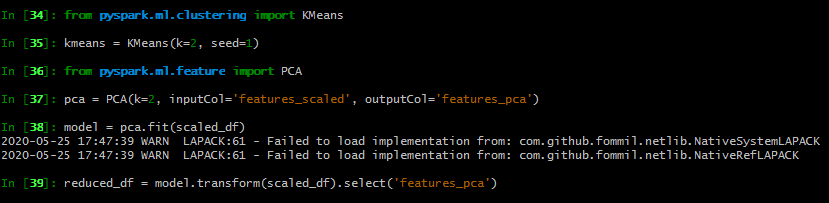 In [34]: from pyspark.ml.clustering import KMeans
In [35]: kmeans = KMeans(k=2, seed=1)
In [36]: from pyspark.ml.feature import PCA
In [37]: pca = PCA(k=2, inputCol='features_scaled', outputCol='features_pca')
In [38]: model = pca.fit(scaled_df)
2020-05-25 17:47:39 WARN  LAPACK:61 - Failed to load implementation from: com.github.fommil.netlib.NativeSystemLAPACK
2020-05-25 17:47:39 WARN  LAPACK:61 - Failed to load implementation from: com.github.fommil.netlib.NativeRefLAPACK
In [39]: reduced_df = model.transform(scaled_df).select('features_pca')